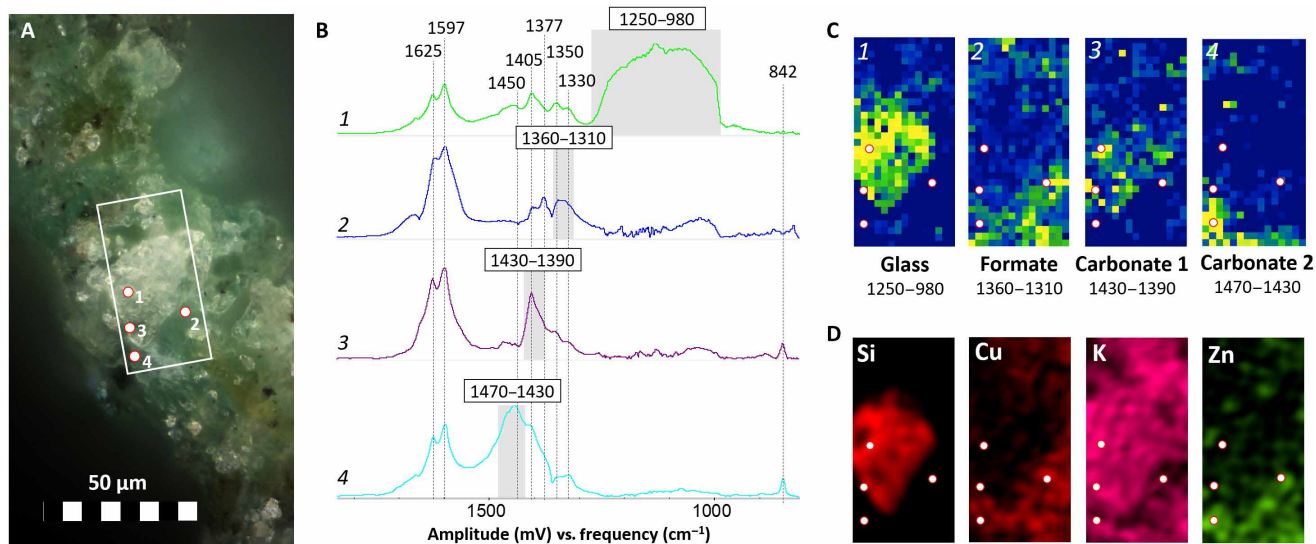 A
1
2
3
4
50 µm
B
1250–980
1597
1625
1377
1405
1350
1450
1330
842
1
1360–1310
2
1430–1390
3
1470–1430
4
1500
1000
Amplitude (mV) vs. frequency (cm⁻¹)
C
1
2
3
4
Glass
Formate
Carbonate 1
Carbonate 2
1250–980
1360–1310
1430–1390
1470–1430
D
Si
Cu
K
Zn